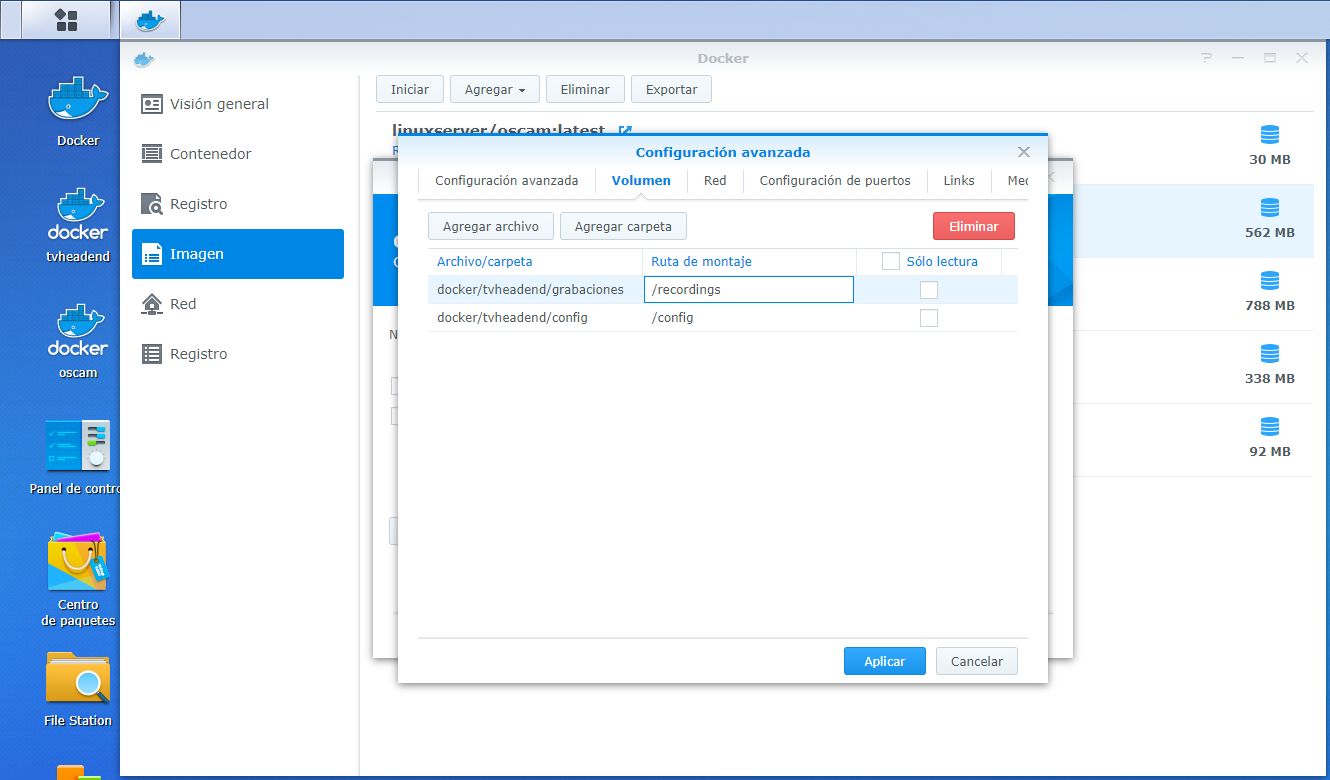 Docker
Docker
docker
tvheadend
docker
oscam
Panel de contro
Centro
de paquetes
File Station
Visión general
Contenedor
Registro
Imagen
Red
Registro
Iniciar
Agregar
Eliminar
Exportar
linuxserver/oscam:latest
30 MB
562 MB
788 MB
338 MB
92 MB
Configuración avanzada
Configuración avanzada
Volumen
Red
Configuración de puertos
Links
Agregar archivo
Agregar carpeta
Eliminar
Archivo/carpeta
Ruta de montaje
Sólo lectura
docker/tvheadend/grabaciones
/recordings
docker/tvheadend/config
/config
Aplicar
Cancelar